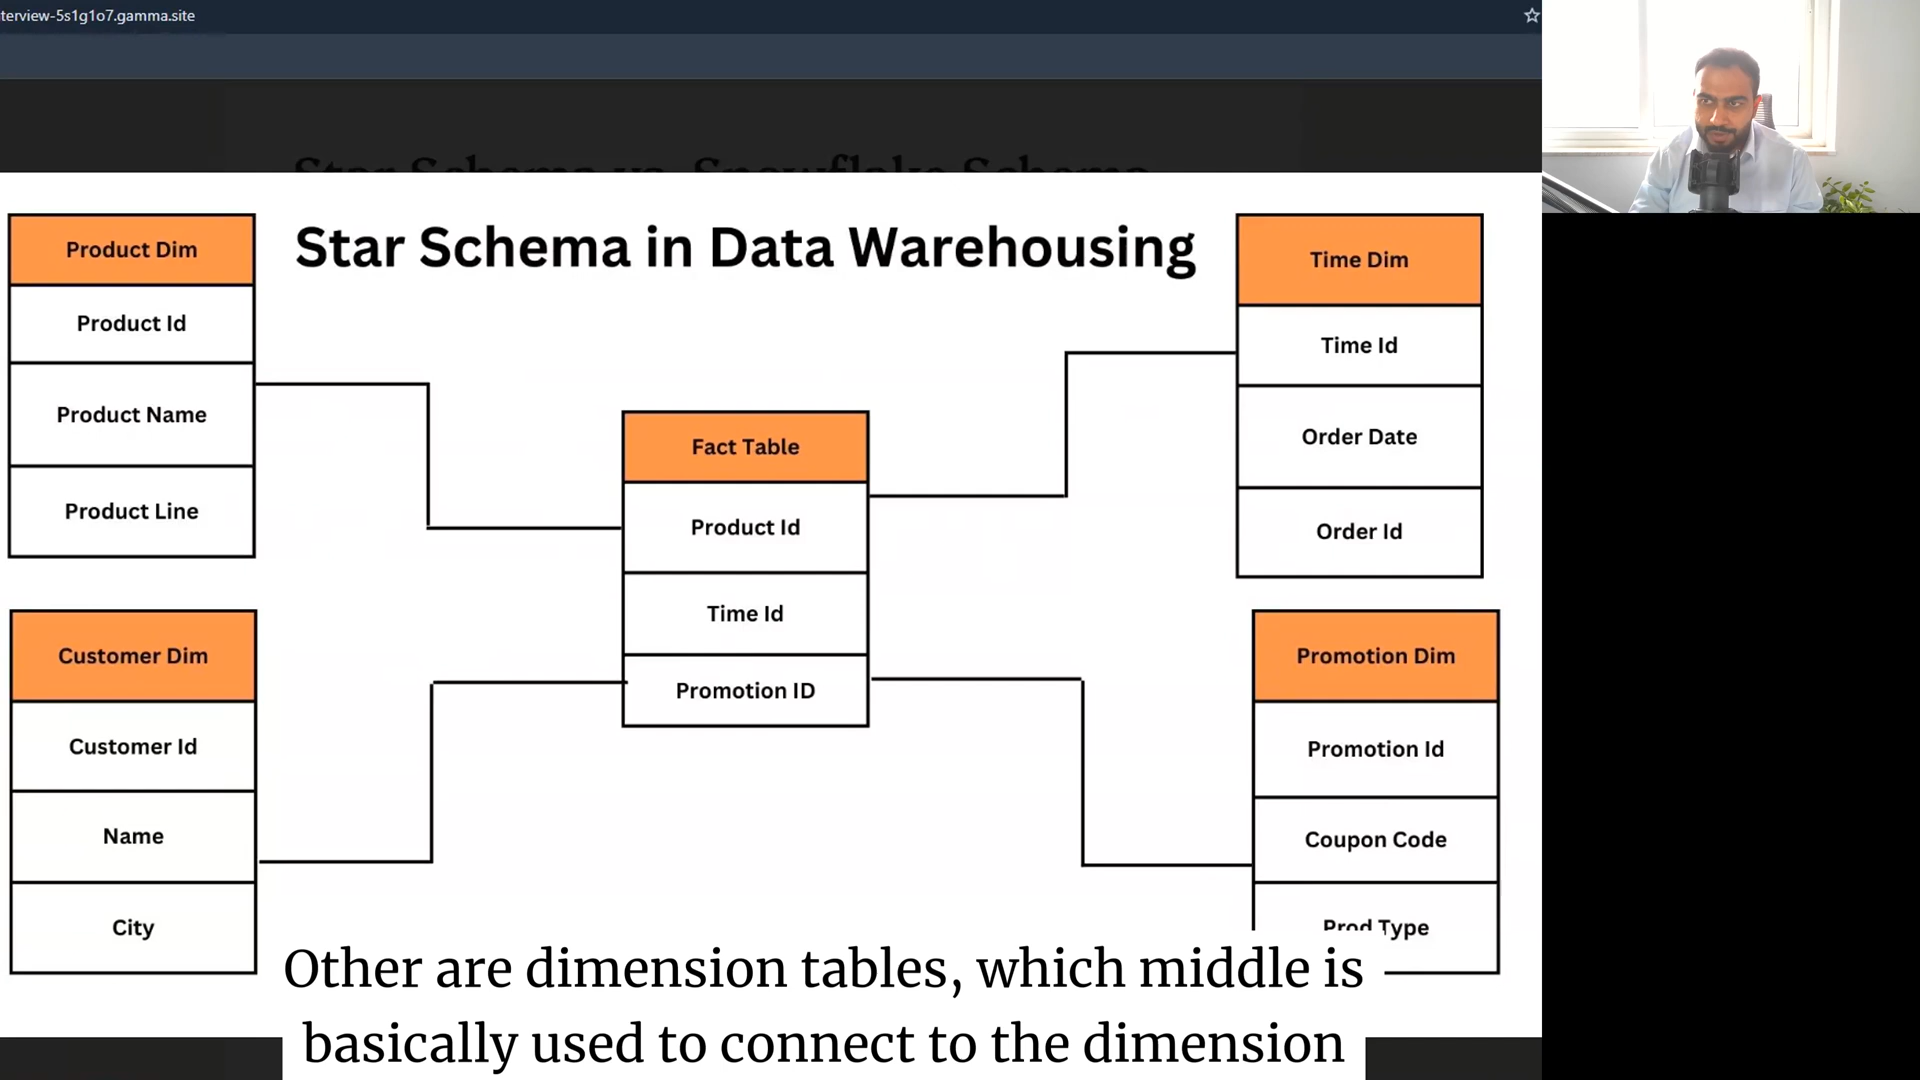 terview-5s1g1o7.gamma.site
Star Schema vs. Snowflake Schema
Star Schema in Data Warehousing
Product Dim
Product Id
Product Name
Product Line
Customer Dim
Customer Id
Name
City
Fact Table
Product Id
Time Id
Promotion ID
Time Dim
Time Id
Order Date
Order Id
Promotion Dim
Promotion Id
Coupon Code
Prod Type
Other are dimension tables, which middle is
basically used to connect to the dimension